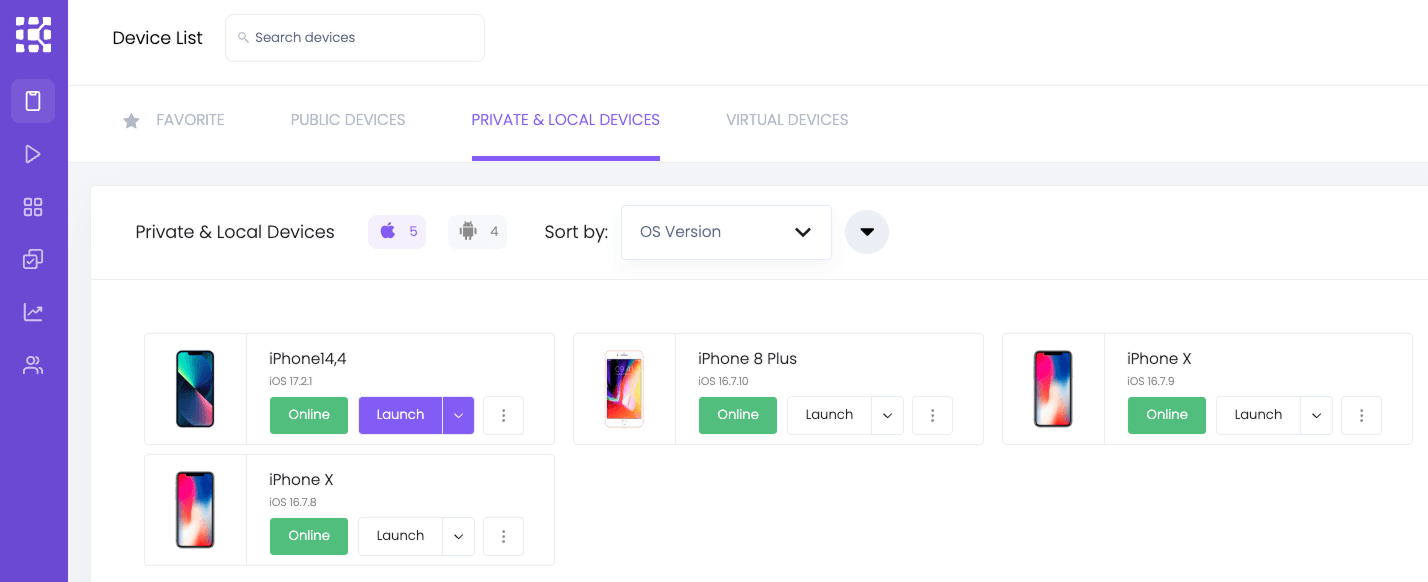 Device List
Search devices
FAVORITE
PUBLIC DEVICES
PRIVATE & LOCAL DEVICES
VIRTUAL DEVICES
Private & Local Devices
5
4
Sort by:
OS Version
iPhone14,4
iOS 17.2.1
Online
Launch
iPhone 8 Plus
iOS 16.7.10
Online
Launch
iPhone X
iOS 16.7.9
Online
Launch
iPhone X
iOS 16.7.8
Online
Launch